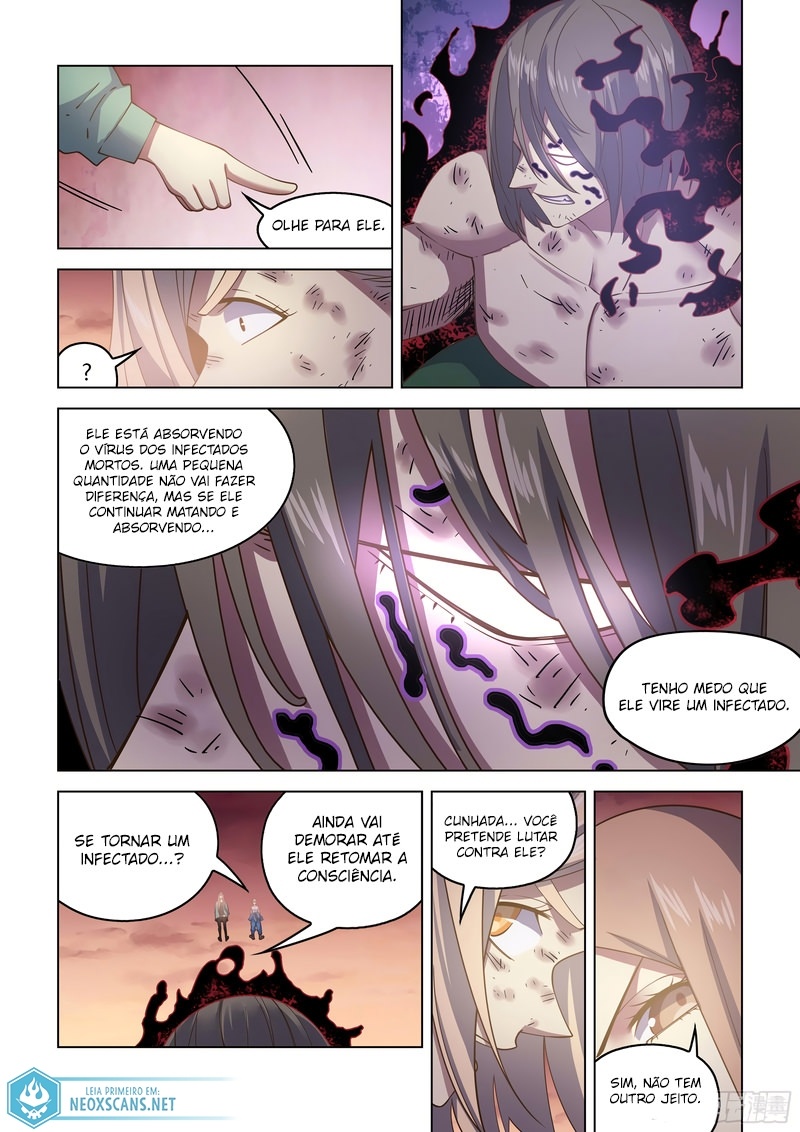 OLHE PARA ELE.
?
ELE ESTÁ ABSORVENDO
O VÍRUS DOS INFECTADOS
MORTOS. UMA PEQUENA
QUANTIDADE NÃO VAI FAZER
DIFERENÇA, MAS SE ELE
CONTINUAR MATANDO E
ABSORVENDO...
TENHO MEDO QUE
ELE VIRE UM INFECTADO.
SE TORNAR UM
INFECTADO...?
AINDA VAI
DEMORAR ATÉ
ELE RETOMAR A
CONSCIÊNCIA.
CUNHADA... VOCÊ
PRETENDE LUTAR
CONTRA ELE?
SIM, NÃO TEM
OUTRO JEITO.
LEIA PRIMEIRO EM:
NEOXSCANS.NET